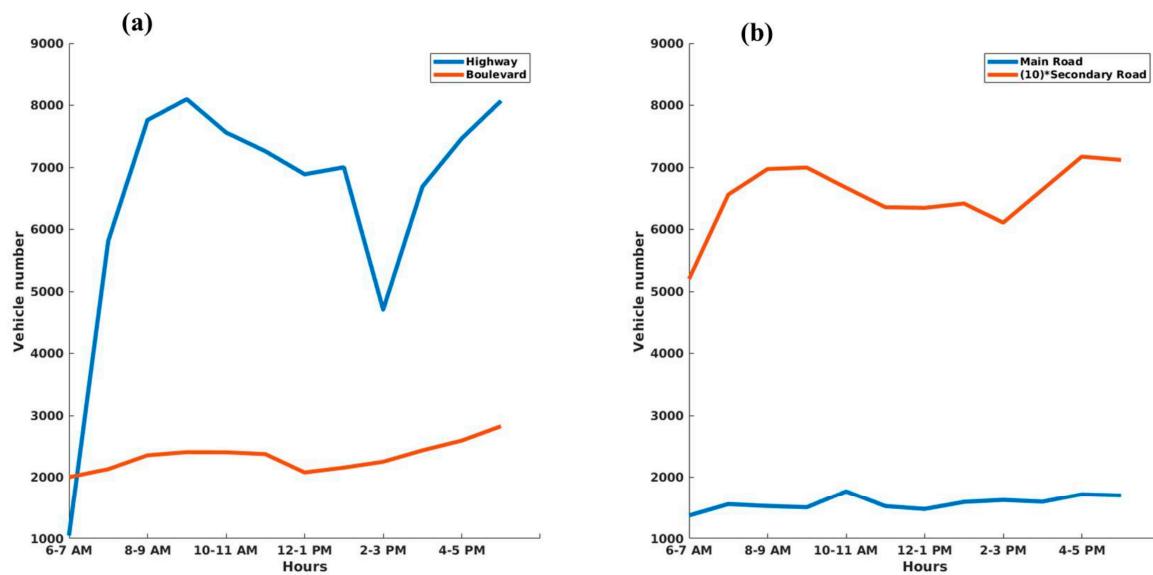 (a)
9000
8000
7000
6000
5000
4000
3000
2000
1000
Vehicle number
Highway
Boulevard
6-7 AM 8-9 AM 10-11 AM 12-1 PM 2-3 PM 4-5 PM
Hours
(b)
9000
8000
7000
6000
5000
4000
3000
2000
1000
Vehicle number
Main Road
(10)*Secondary Road
6-7 AM 8-9 AM 10-11 AM 12-1 PM 2-3 PM 4-5 PM
Hours